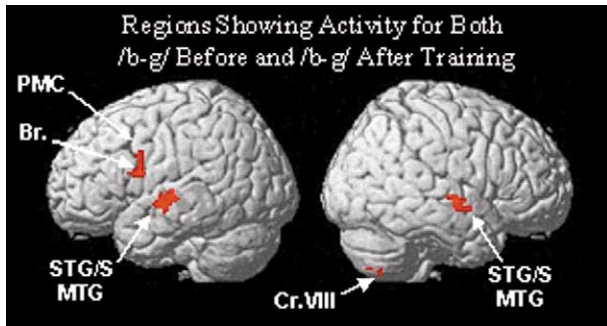 Regions Showing Activity for Both
/b-g/ Before and /b-g/ After Training
PMC
Br.
STG/S
MTG
Cr.VIII
STG/S
MTG